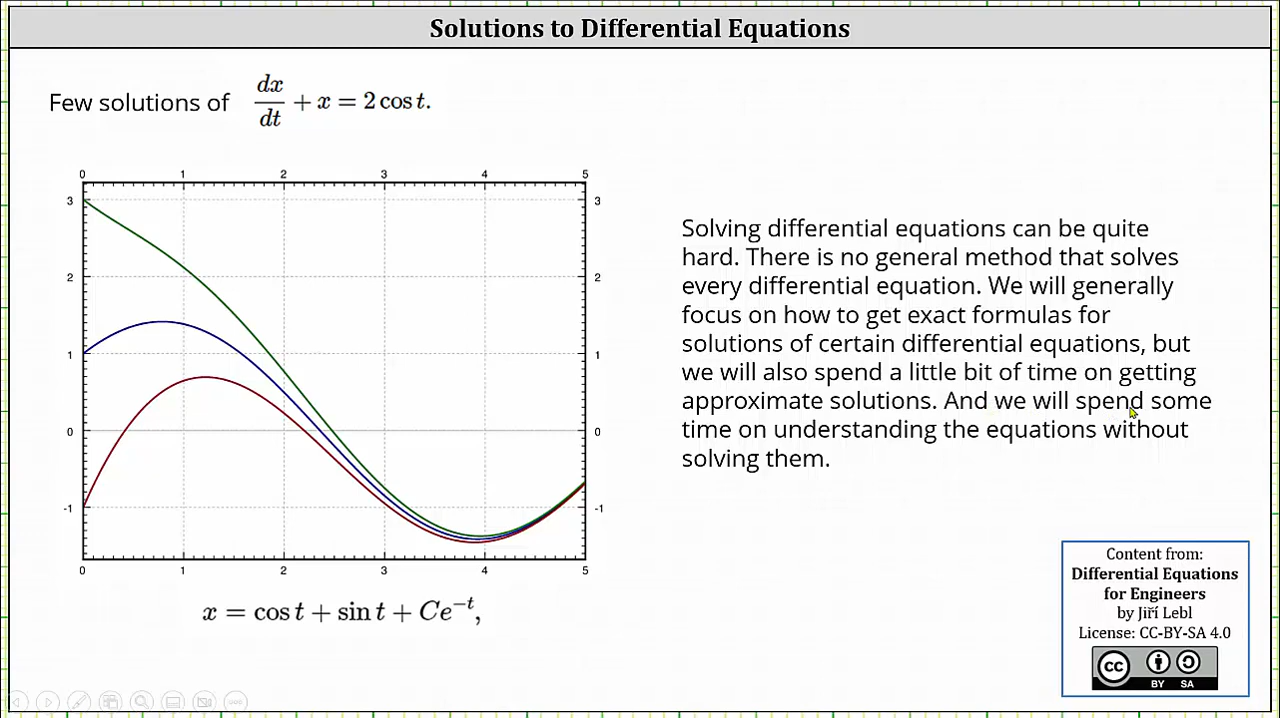 Solutions to Differential Equations
Few solutions of dx/dt + x = 2 cos t.
0 1 2 3 4 5
3 3
2 2
1 1
0 0
-1 -1
0 1 2 3 4 5
x = cos t + sin t + Ce^{-t},
Solving differential equations can be quite
hard. There is no general method that solves
every differential equation. We will generally
focus on how to get exact formulas for
solutions of certain differential equations, but
we will also spend a little bit of time on getting
approximate solutions. And we will spend some
time on understanding the equations without
solving them.
Content from:
Differential Equations
for Engineers
by Jiří Lebl
License: CC-BY-SA 4.0
cc
BY SA